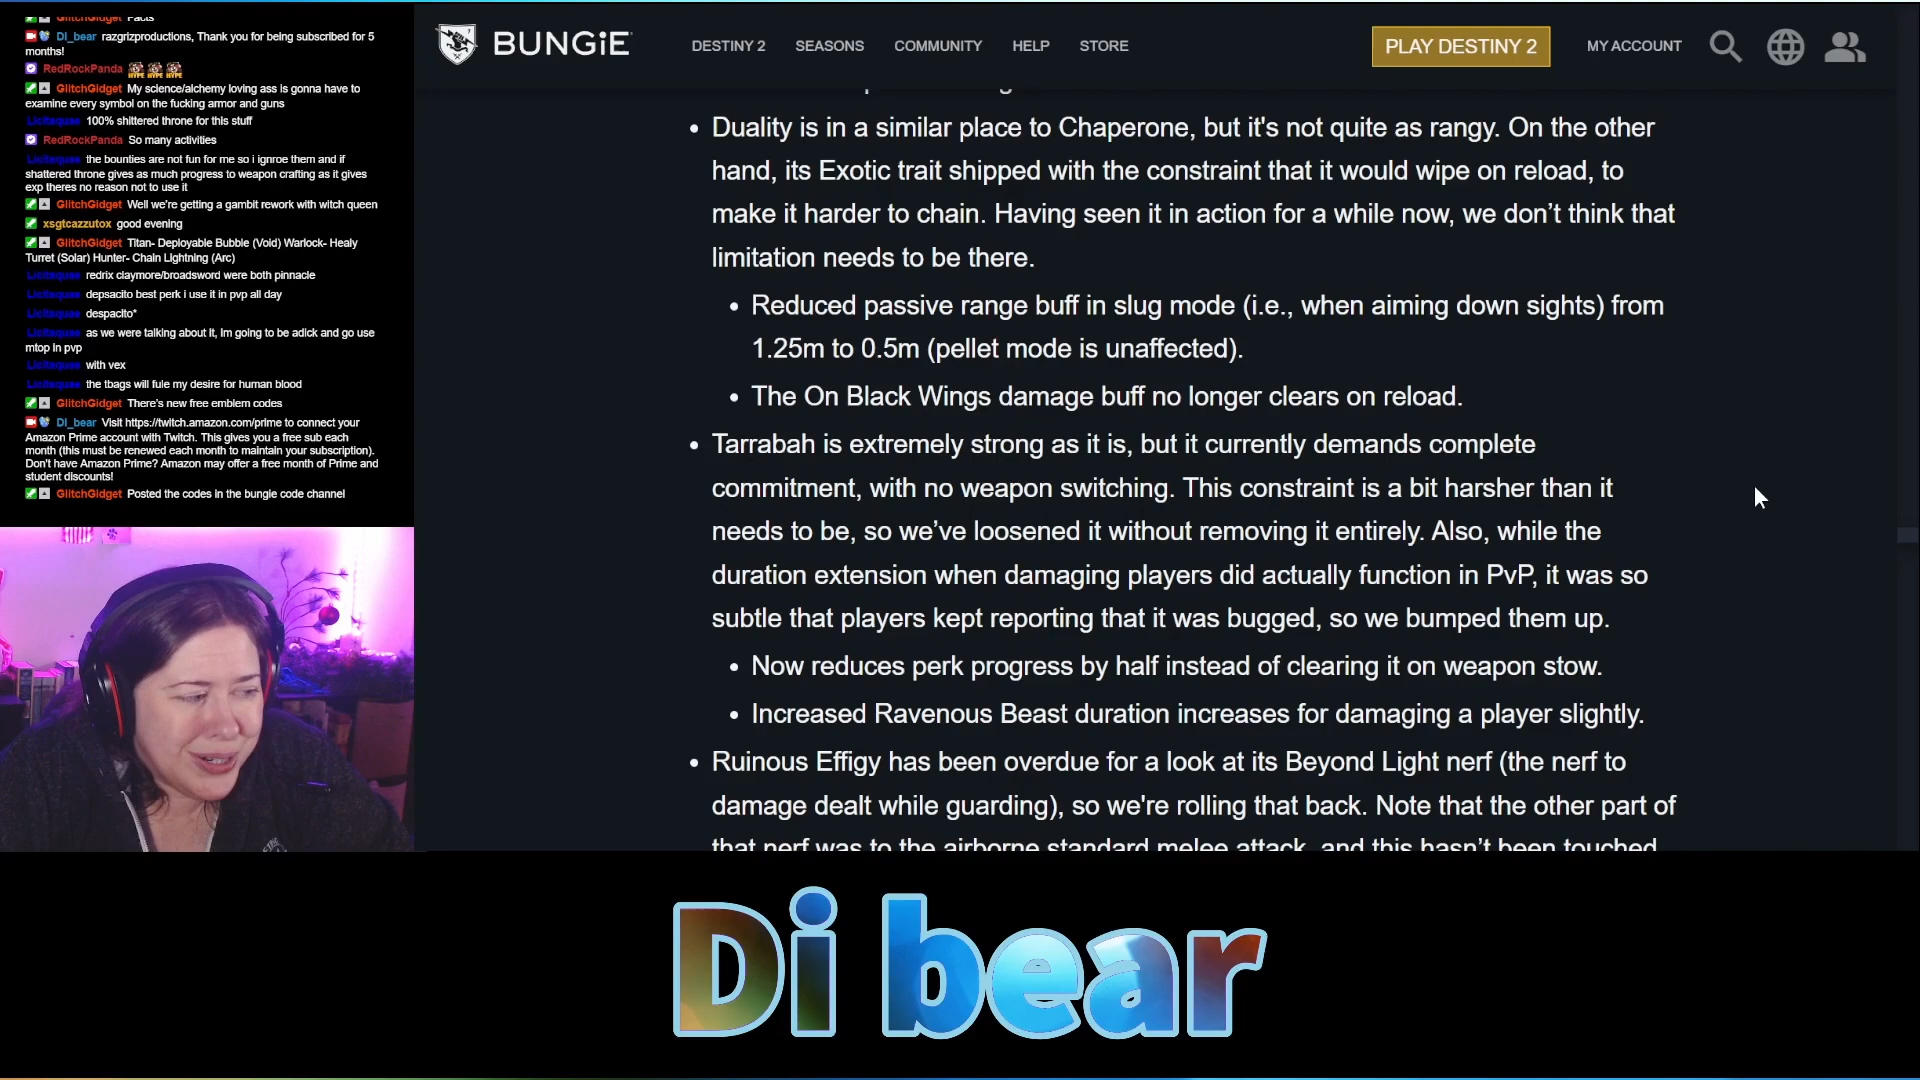 GlitchGidget Facts
DI_bear razgrizproductions, Thank you for being subscribed for 5
months!
RedRockPanda
GlitchGidget My science/alchemy loving ass is gonna have to
examine every symbol on the fucking armor and guns
100% shittered throne for this stuff
RedRockPanda So many activities
the bounties are not fun for me so i ignroe them and if
shattered throne gives as much progress to weapon crafting as it gives
exp theres no reason not to use it
GlitchGidget Well we're getting a gambit rework with witch queen
xsgtcazzutox good evening
GlitchGidget Titan- Deployable Bubble (Void) Warlock- Healy
Turret (Solar) Hunter- Chain Lightning (Arc)
redrix claymore/broadsword were both pinnacle
depsacito best perk i use it in pvp all day
despacito*
as we were talking about it, Im going to be adick and go use
mtop in pvp
with vex
the tbags will fule my desire for human blood
GlitchGidget There's new free emblem codes
DI_bear Visit https://twitch.amazon.com/prime to connect your
Amazon Prime account with Twitch. This gives you a free sub each
month (this must be renewed each month to maintain your subscription).
Don't have Amazon Prime? Amazon may offer a free month of Prime and
student discounts!
GlitchGidget Posted the codes in the bungie code channel
BUNGiE
DESTINY 2 SEASONS COMMUNITY HELP STORE
PLAY DESTINY 2
MY ACCOUNT
• Duality is in a similar place to Chaperone, but it's not quite as rangy. On the other
hand, its Exotic trait shipped with the constraint that it would wipe on reload, to
make it harder to chain. Having seen it in action for a while now, we don't think that
limitation needs to be there.
• Reduced passive range buff in slug mode (i.e., when aiming down sights) from
1.25m to 0.5m (pellet mode is unaffected).
• The On Black Wings damage buff no longer clears on reload.
• Tarrabah is extremely strong as it is, but it currently demands complete
commitment, with no weapon switching. This constraint is a bit harsher than it
needs to be, so we've loosened it without removing it entirely. Also, while the
duration extension when damaging players did actually function in PvP, it was so
subtle that players kept reporting that it was bugged, so we bumped them up.
• Now reduces perk progress by half instead of clearing it on weapon stow.
• Increased Ravenous Beast duration increases for damaging a player slightly.
• Ruinous Effigy has been overdue for a look at its Beyond Light nerf (the nerf to
damage dealt while guarding), so we're rolling that back. Note that the other part of
that nerf was to the airborne standard melee attack, and this hasn't been touched
Di bear